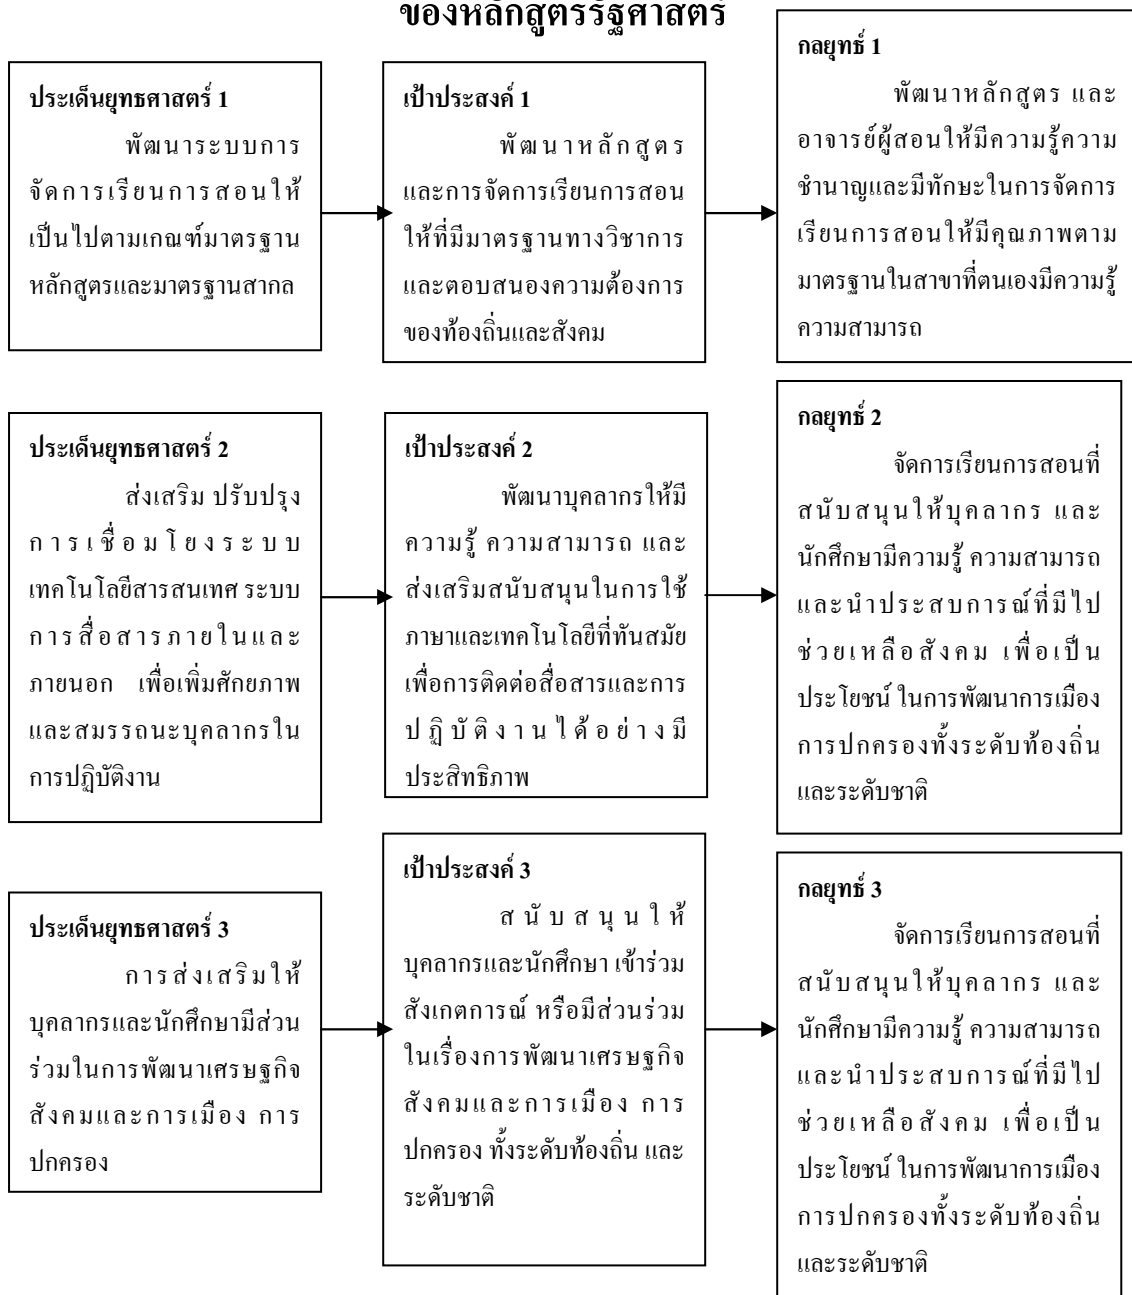 ของหลักสูตรรัฐศาสตร์
ประเด็นยุทธศาสตร์ 1
พัฒนาระบบการ
จัดการเรียนการสอนให้
เป็นไปตามเกณฑ์มาตรฐาน
หลักสูตรและมาตรฐานสากล
เป้าประสงค์ 1
พัฒนาหลักสูตร
และการจัดการเรียนการสอน
ให้ที่มีมาตรฐานทางวิชาการ
และตอบสนองความต้องการ
ของท้องถิ่นและสังคม
กลยุทธ์ 1
พัฒนาหลักสูตร และ
อาจารย์ผู้สอนให้มีความรู้ความ
ชำนาญและมีทักษะในการจัดการ
เรียนการสอนให้มีคุณภาพตาม
มาตรฐานในสาขาที่ตนเองมีความรู้
ความสามารถ
ประเด็นยุทธศาสตร์ 2
ส่งเสริม ปรับปรุง
การเชื่อมโยงระบบ
เทคโนโลยีสารสนเทศ ระบบ
การสื่อสารภายในและ
ภายนอก เพื่อเพิ่มศักยภาพ
และสมรรถนะบุคลากรใน
การปฏิบัติงาน
เป้าประสงค์ 2
พัฒนาบุคลากรให้มี
ความรู้ ความสามารถ และ
ส่งเสริมสนับสนุนในการใช้
ภาษาและเทคโนโลยีที่ทันสมัย
เพื่อการติดต่อสื่อสารและการ
ปฏิบัติงานได้อย่างมี
ประสิทธิภาพ
กลยุทธ์ 2
จัดการเรียนการสอนที่
สนับสนุนให้บุคลากร และ
นักศึกษามีความรู้ ความสามารถ
และนำประสบการณ์ที่มีไป
ช่วยเหลือสังคม เพื่อเป็น
ประโยชน์ ในการพัฒนาการเมือง
การปกครองทั้งระดับท้องถิ่น
และระดับชาติ
ประเด็นยุทธศาสตร์ 3
การส่งเสริมให้
บุคลากรและนักศึกษามีส่วน
ร่วมในการพัฒนาเศรษฐกิจ
สังคมและการเมือง การ
ปกครอง
เป้าประสงค์ 3
สนับสนุนให้
บุคลากรและนักศึกษา เข้าร่วม
สังเกตการณ์ หรือมีส่วนร่วม
ในเรื่องการพัฒนาเศรษฐกิจ
สังคมและการเมือง การ
ปกครอง ทั้งระดับท้องถิ่น และ
ระดับชาติ
กลยุทธ์ 3
จัดการเรียนการสอนที่
สนับสนุนให้บุคลากร และ
นักศึกษามีความรู้ ความสามารถ
และนำประสบการณ์ที่มีไป
ช่วยเหลือสังคม เพื่อเป็น
ประโยชน์ ในการพัฒนาการเมือง
การปกครองทั้งระดับท้องถิ่น
และระดับชาติ